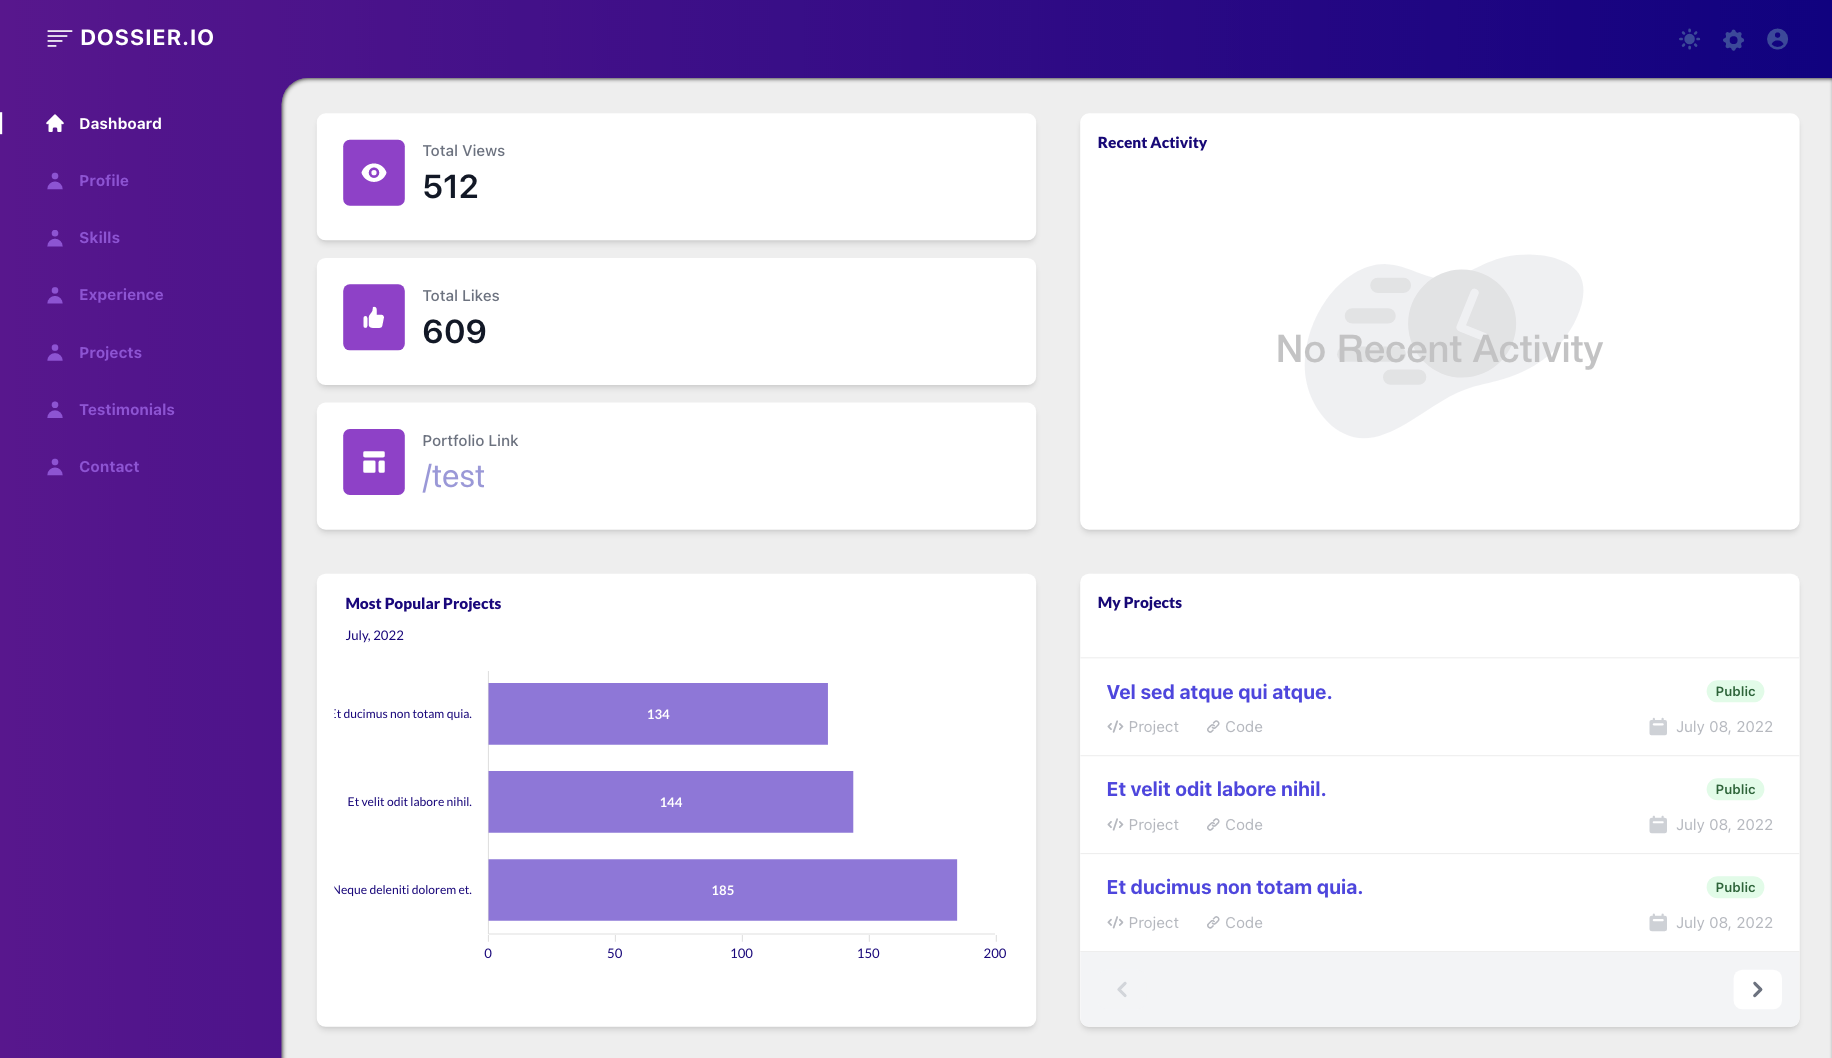 DOSSIER.IO
Dashboard
Profile
Skills
Experience
Projects
Testimonials
Contact
Total Views
512
Total Likes
609
Portfolio Link
/test
Recent Activity
No Recent Activity
Most Popular Projects
July, 2022
Et ducimus non totam quia.
134
Et velit odit labore nihil.
144
Neque deleniti dolorem et.
185
0 50 100 150 200
My Projects
Vel sed atque qui atque. Public
Project Code July 08, 2022
Et velit odit labore nihil. Public
Project Code July 08, 2022
Et ducimus non totam quia. Public
Project Code July 08, 2022